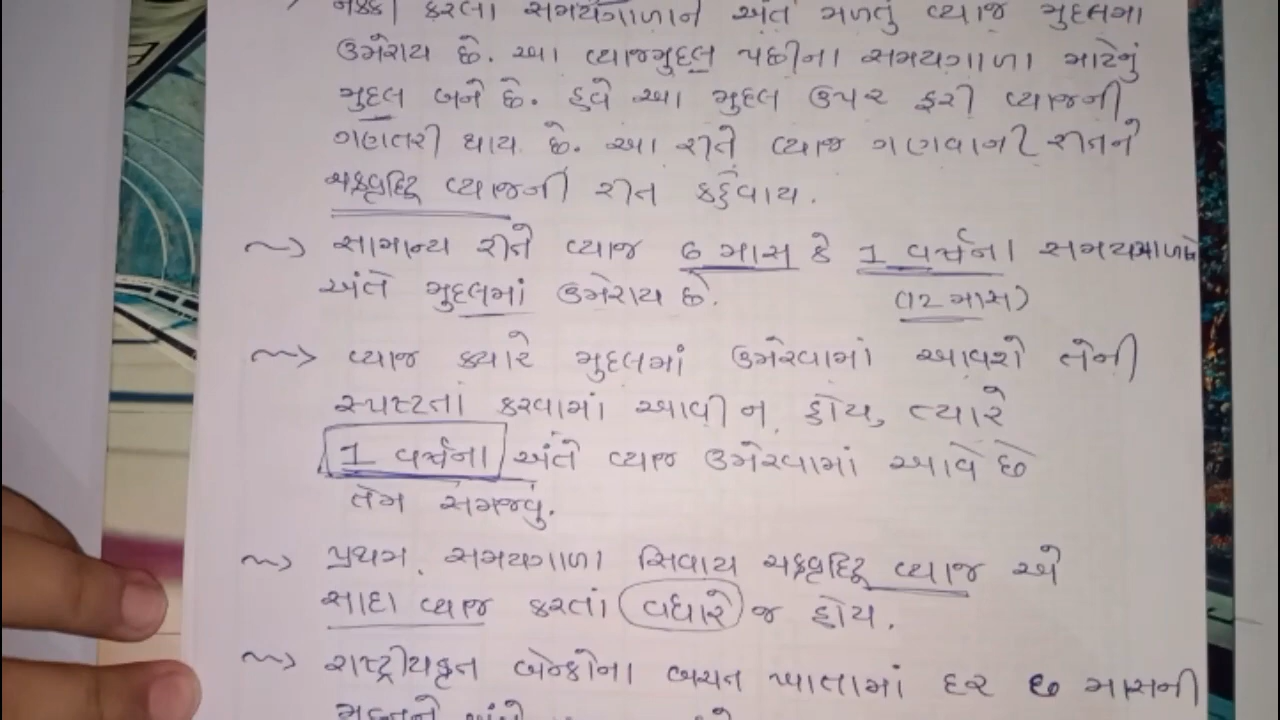 નક્કી કરેલા સમયગાળાને અંતે મળતું વ્યાજ મુદ્દલમાં
ઉમેરાય છે. આ વ્યાજમુદ્દલ પછીના સમયગાળા માટેનું
મુદ્દલ બને છે. હવે આ મુદ્દલ ઉપર ફરી વ્યાજની
ગણતરી થાય છે. આ રીતે વ્યાજ ગણવાની રીતને
ચક્રવૃદ્ધિ વ્યાજની રીત કહેવાય.
~> સામાન્ય રીતે વ્યાજ 6 માસ કે 1 વર્ષના સમયગાળાને
અંતે મુદ્દલમાં ઉમેરાય છે. (12 માસ)
~> વ્યાજ ક્યારે મુદ્દલમાં ઉમેરવામાં આવશે તેની
સ્પષ્ટતા કરવામાં આવી ન હોય, ત્યારે
1 વર્ષના અંતે વ્યાજ ઉમેરવામાં આવે છે
તેમ સમજવું.
~> પ્રથમ સમયગાળા સિવાય ચક્રવૃદ્ધિ વ્યાજ એ
સાદા વ્યાજ કરતાં વધારે જ હોય.
~> રાષ્ટ્રીયકૃત બેન્કોના બચત ખાતામાં દર 6 માસની